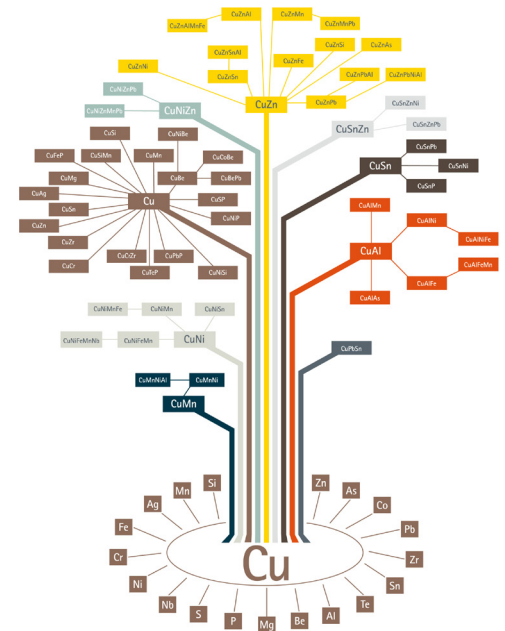 CuZnAl
CuZnMn
CuZnAlMnFe
CuZnMnPb
CuZnSnAl
CuZnSi
CuZnAs
CuZnNi
CuZnSn
CuZnFe
CuZnPbAl
CuZnPbNiAl
CuZnPb
CuZn
CuNiZnPb
CuNiZnMnPb
CuNiZn
CuSnZnNi
CuSnZnPb
CuSnZn
CuSi
CuNiBe
CuFeP
CuSiMn
CuMn
CuCoBe
CuMg
CuBe
CuBePb
CuAg
CuSP
CuSn
Cu
CuNiP
CuZn
CuZr
CuCrZr
CuPbP
CuCr
CuTeP
CuNiSi
CuSnPb
CuSn
CuSnNi
CuSnP
CuAlMn
CuAlNi
CuAlNiFe
CuAl
CuAlFeMn
CuAlFe
CuAlAs
CuNiMnFe
CuNiMn
CuNiSn
CuNiFeMnNb
CuNiFeMn
CuNi
CuPbSn
CuMnNiAl
CuMnNi
CuMn
Si
Zn
Mn
As
Ag
Co
Fe
Pb
Cr
Cu
Zr
Ni
Sn
Nb
Te
S
Al
P
Be
Mg